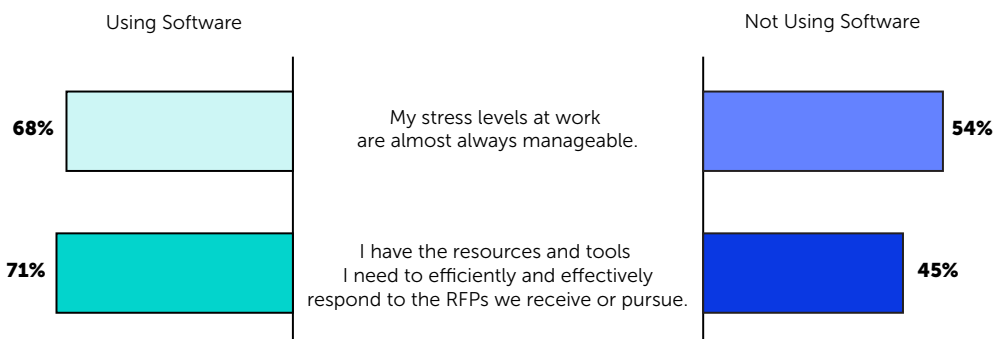 Using Software
Not Using Software
68%
My stress levels at work
are almost always manageable.
54%
71%
I have the resources and tools
I need to efficiently and effectively
respond to the RFPs we receive or pursue.
45%